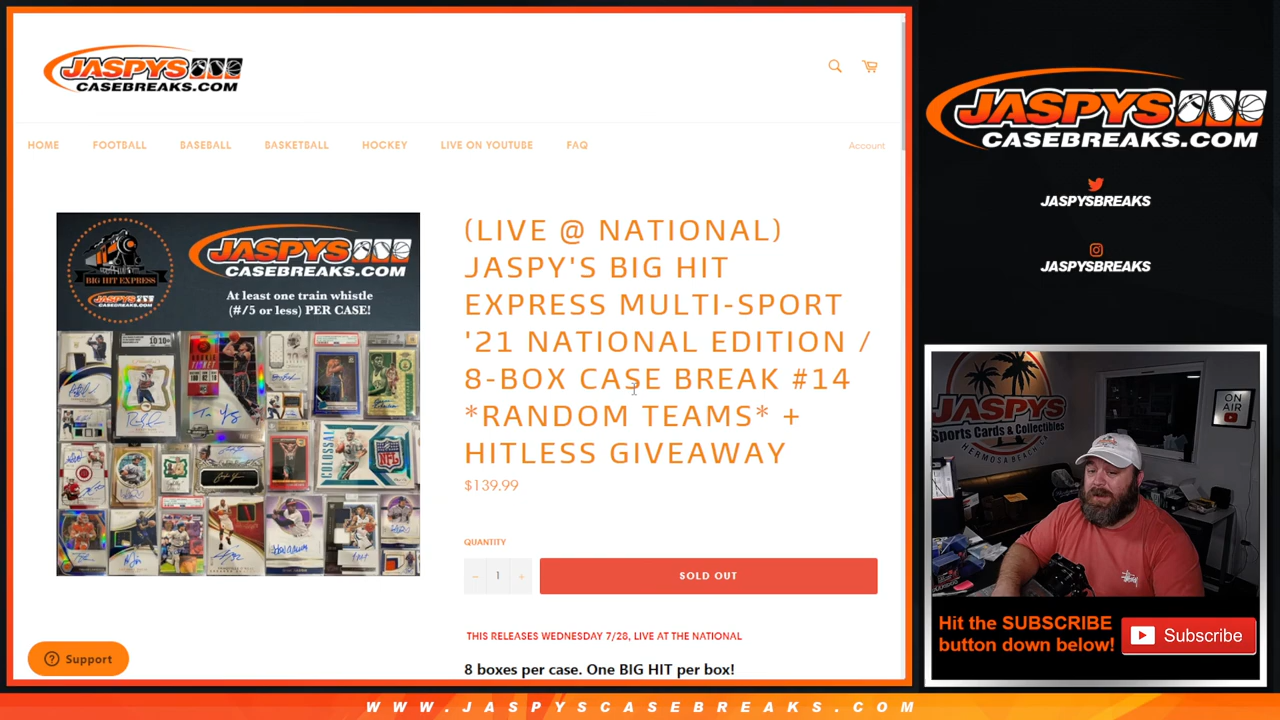 JASPYS
CASEBREAKS.COM
HOME
FOOTBALL
BASEBALL
BASKETBALL
HOCKEY
LIVE ON YOUTUBE
FAQ
Account
BIG HIT EXPRESS
JASPYS
CASEBREAKS.COM
JASPYS
CASEBREAKS.COM
At least one train whistle
(#/5 or less) PER CASE!
COLOSSAL
NFL
(LIVE @ NATIONAL)
JASPY'S BIG HIT
EXPRESS MULTI-SPORT
'21 NATIONAL EDITION /
8-BOX CASE BREAK #14
*RANDOM TEAMS* +
HITLESS GIVEAWAY
$139.99
QUANTITY
− 1 +
SOLD OUT
THIS RELEASES WEDNESDAY 7/28, LIVE AT THE NATIONAL
8 boxes per case. One BIG HIT per box!
Support
JASPYS
CASEBREAKS.COM
JASPYSBREAKS
JASPYSBREAKS
JASPYS
Sports Cards & Collectibles
HERMOSA BEACH
ON
AIR
Hit the SUBSCRIBE
button down below!
Subscribe
WWW.JASPYSCASEBREAKS.COM